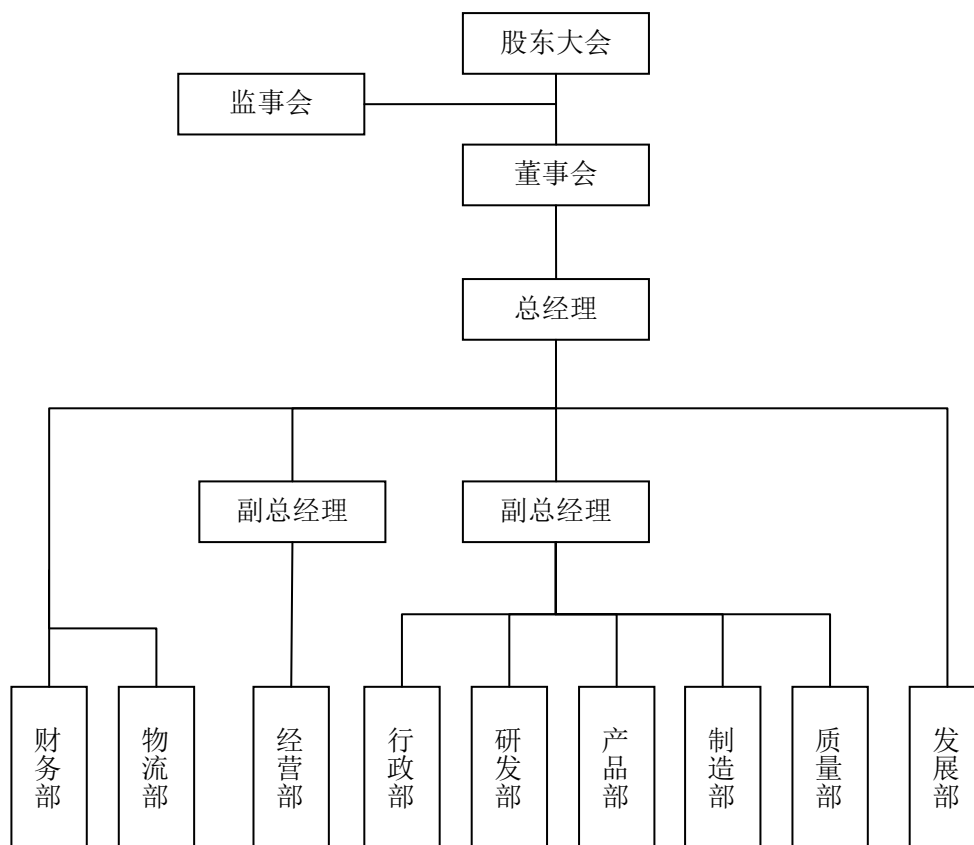 股东大会
监事会
董事会
总经理
副总经理
副总经理
财务部
物流部
经营部
行政部
研发部
产品部
制造部
质量部
发展部